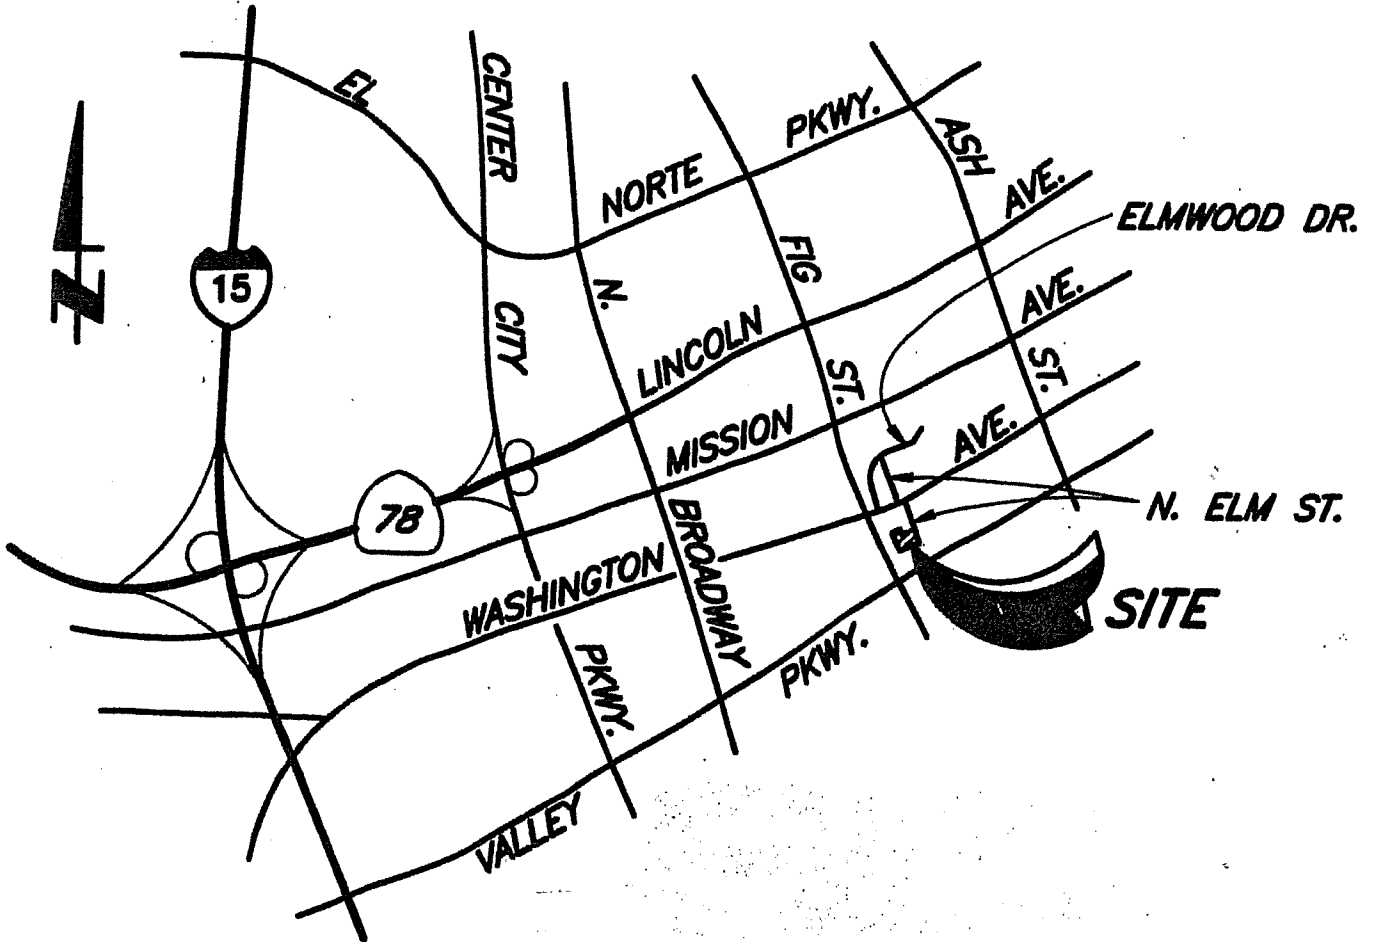 EL
NORTE
PKWY.
CENTER
CITY
PKWY.
N.
BROADWAY
FIG
ST.
ASH
ST.
LINCOLN
AVE.
MISSION
AVE.
WASHINGTON
AVE.
VALLEY
PKWY.
ELMWOOD DR.
N. ELM ST.
SITE
15
78
N